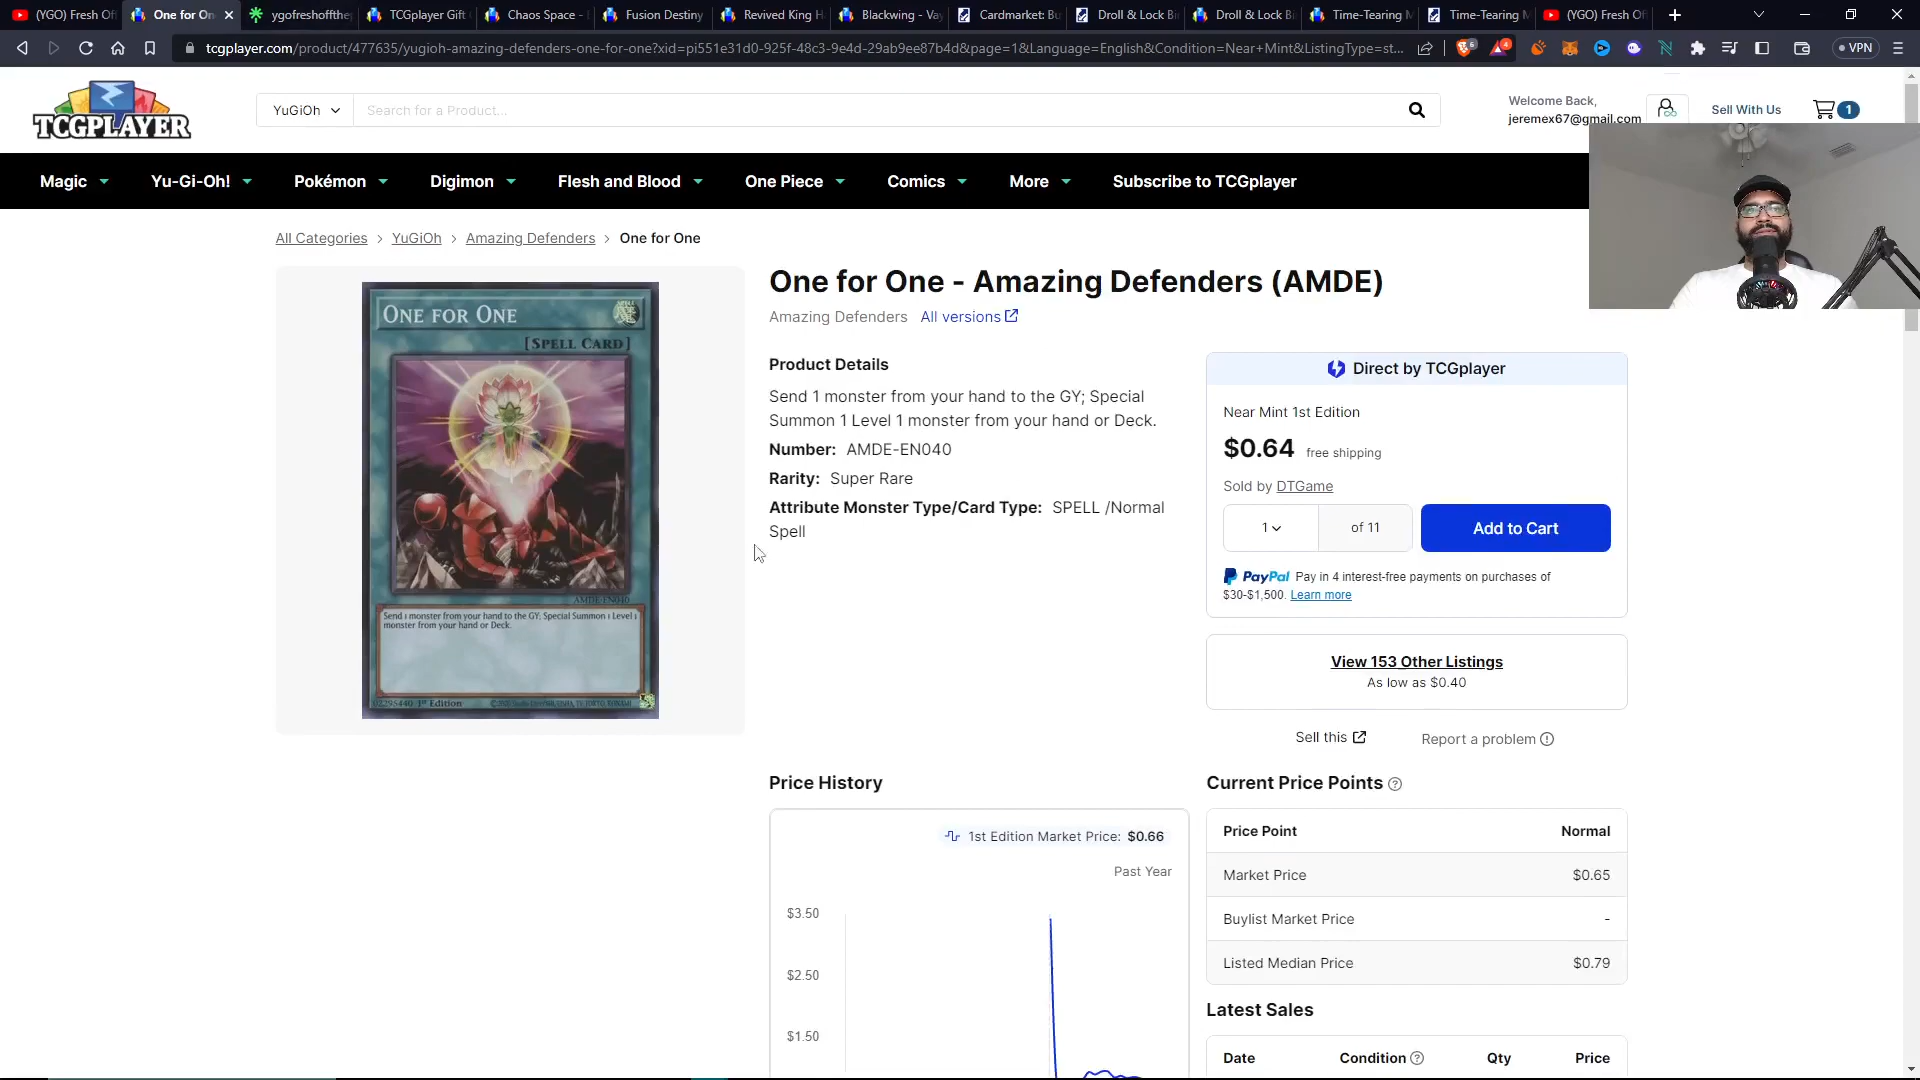 (YGO) Fresh Off
One for On
ygofreshoffthe
TCGplayer Gift
Chaos Space -
Fusion Destiny
Revived King H
Blackwing - Va
Cardmarket: Bu
Droll & Lock Bi
Droll & Lock Bi
Time-Tearing M
Time-Tearing M
(YGO) Fresh Off
tcgplayer.com/product/477635/yugioh-amazing-defenders-one-for-one?xid=pi551e31d0-925f-48c3-9e4d-29ab9ee87b4d&page=1&Language=English&Condition=Near+Mint&ListingType=st...
VPN
TCGPLAYER
YuGiOh
Search for a Product...
Welcome Back,
jeremex67@gmail.com
Sell With Us
1
Magic
Yu-Gi-Oh!
Pokémon
Digimon
Flesh and Blood
One Piece
Comics
More
Subscribe to TCGplayer
All Categories > YuGiOh > Amazing Defenders > One for One
One for One
[Spell Card]
AMDE-EN040
Send 1 monster from your hand to the GY; Special Summon 1 Level 1
monster from your hand or Deck.
1st Edition
One for One - Amazing Defenders (AMDE)
Amazing Defenders All versions
Product Details
Send 1 monster from your hand to the GY; Special
Summon 1 Level 1 monster from your hand or Deck.
Number: AMDE-EN040
Rarity: Super Rare
Attribute Monster Type/Card Type: SPELL /Normal
Spell
Direct by TCGplayer
Near Mint 1st Edition
$0.64 free shipping
Sold by DTGame
1 of 11
Add to Cart
PayPal Pay in 4 interest-free payments on purchases of
$30-$1,500. Learn more
View 153 Other Listings
As low as $0.40
Sell this
Report a problem
Price History
1st Edition Market Price: $0.66
Past Year
$3.50
$2.50
$1.50
Current Price Points
Price Point Normal
Market Price $0.65
Buylist Market Price -
Listed Median Price $0.79
Latest Sales
Date Condition Qty Price